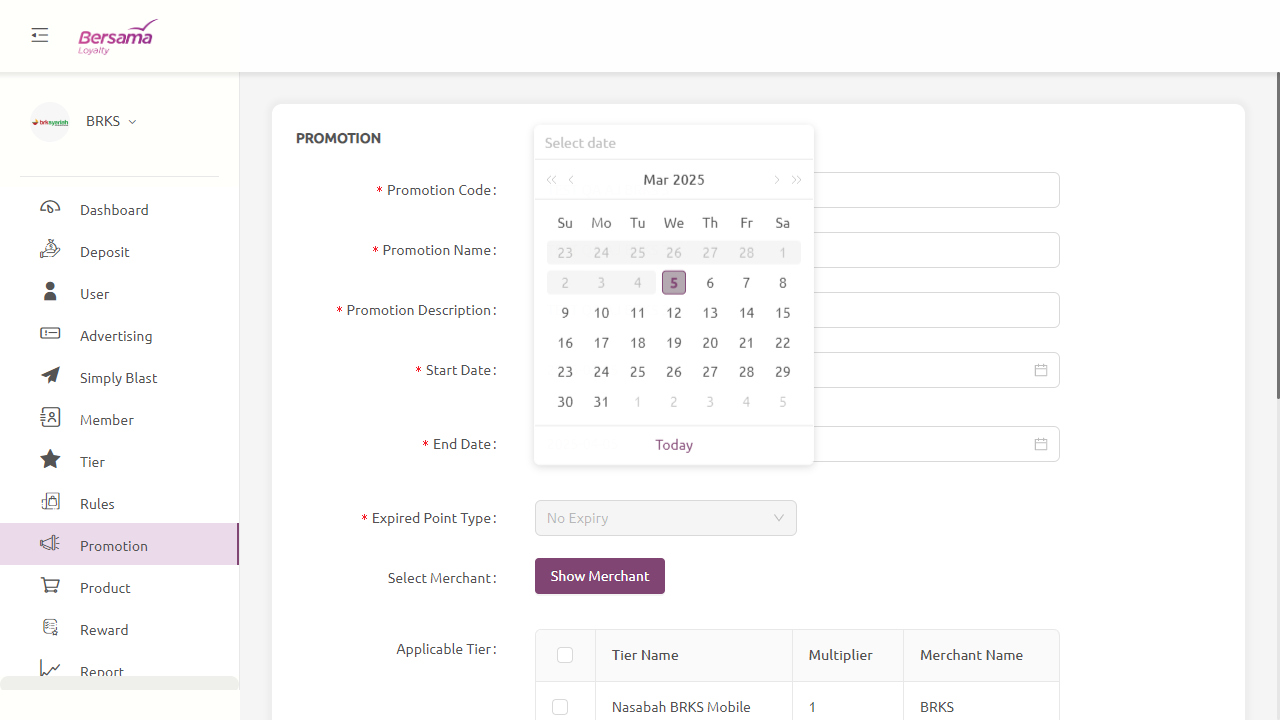 Bersama
Loyalty
brksyariah
BRKS
Dashboard
Deposit
User
Advertising
Simply Blast
Member
Tier
Rules
Promotion
Product
Reward
Report
PROMOTION
* Promotion Code:
* Promotion Name:
* Promotion Description:
* Start Date:
* End Date:
* Expired Point Type:
No Expiry
Select Merchant:
Show Merchant
Applicable Tier:
Tier Name Multiplier Merchant Name
Nasabah BRKS Mobile 1 BRKS
Select date
Mar 2025
Su Mo Tu We Th Fr Sa
23 24 25 26 27 28 1
2 3 4 5 6 7 8
9 10 11 12 13 14 15
16 17 18 19 20 21 22
23 24 25 26 27 28 29
30 31 1 2 3 4 5
Today